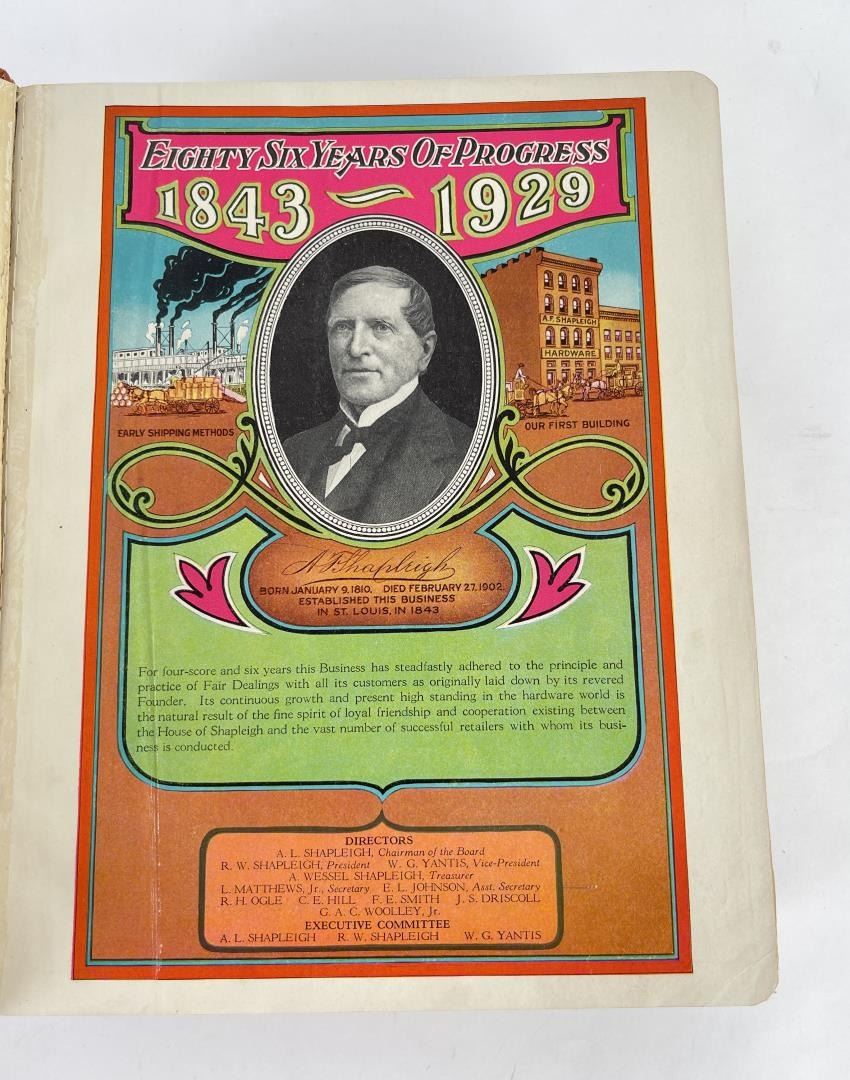 EIGHTY SIX YEARS OF PROGRESS
1843 – 1929
A.F. SHAPLEIGH
HARDWARE
EARLY SHIPPING METHODS
OUR FIRST BUILDING
A. F. Shapleigh
BORN JANUARY 9, 1810. DIED FEBRUARY 27, 1902.
ESTABLISHED THIS BUSINESS
IN ST. LOUIS, IN 1843
For four-score and six years this Business has steadfastly adhered to the principle and
practice of Fair Dealings with all its customers as originally laid down by its revered
Founder. Its continuous growth and present high standing in the hardware world is
the natural result of the fine spirit of loyal friendship and cooperation existing between
the House of Shapleigh and the vast number of successful retailers with whom its busi-
ness is conducted.
DIRECTORS
A. L. SHAPLEIGH, Chairman of the Board
R. W. SHAPLEIGH, President W. G. YANTIS, Vice-President
A. WESSEL SHAPLEIGH, Treasurer
L. MATTHEWS, Jr., Secretary E. L. JOHNSON, Asst. Secretary
R. H. OGLE C. E. HILL F. E. SMITH J. S. DRISCOLL
G. A. C. WOOLLEY, Jr.
EXECUTIVE COMMITTEE
A. L. SHAPLEIGH R. W. SHAPLEIGH W. G. YANTIS